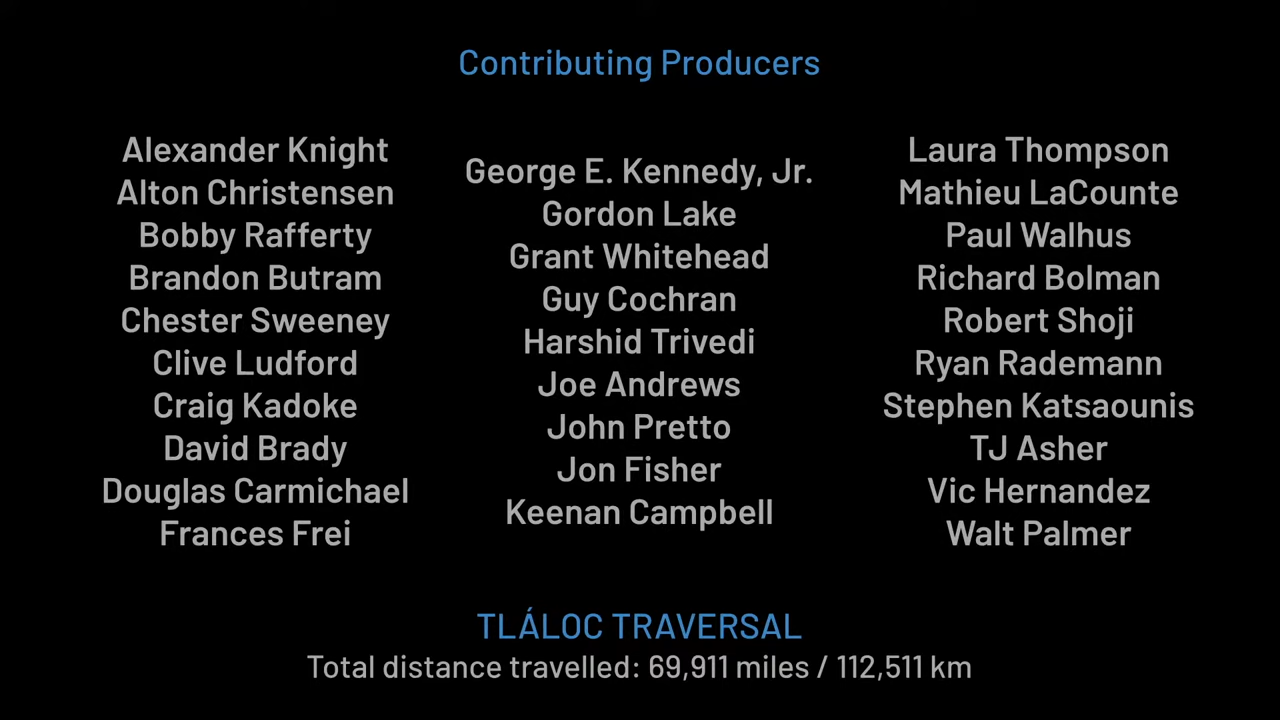 Contributing Producers
Alexander Knight
Alton Christensen
Bobby Rafferty
Brandon Butram
Chester Sweeney
Clive Ludford
Craig Kadoke
David Brady
Douglas Carmichael
Frances Frei
George E. Kennedy, Jr.
Gordon Lake
Grant Whitehead
Guy Cochran
Harshid Trivedi
Joe Andrews
John Pretto
Jon Fisher
Keenan Campbell
Laura Thompson
Mathieu LaCounte
Paul Walhus
Richard Bolman
Robert Shoji
Ryan Rademann
Stephen Katsaounis
TJ Asher
Vic Hernandez
Walt Palmer
TLÁLOC TRAVERSAL
Total distance travelled: 69,911 miles / 112,511 km